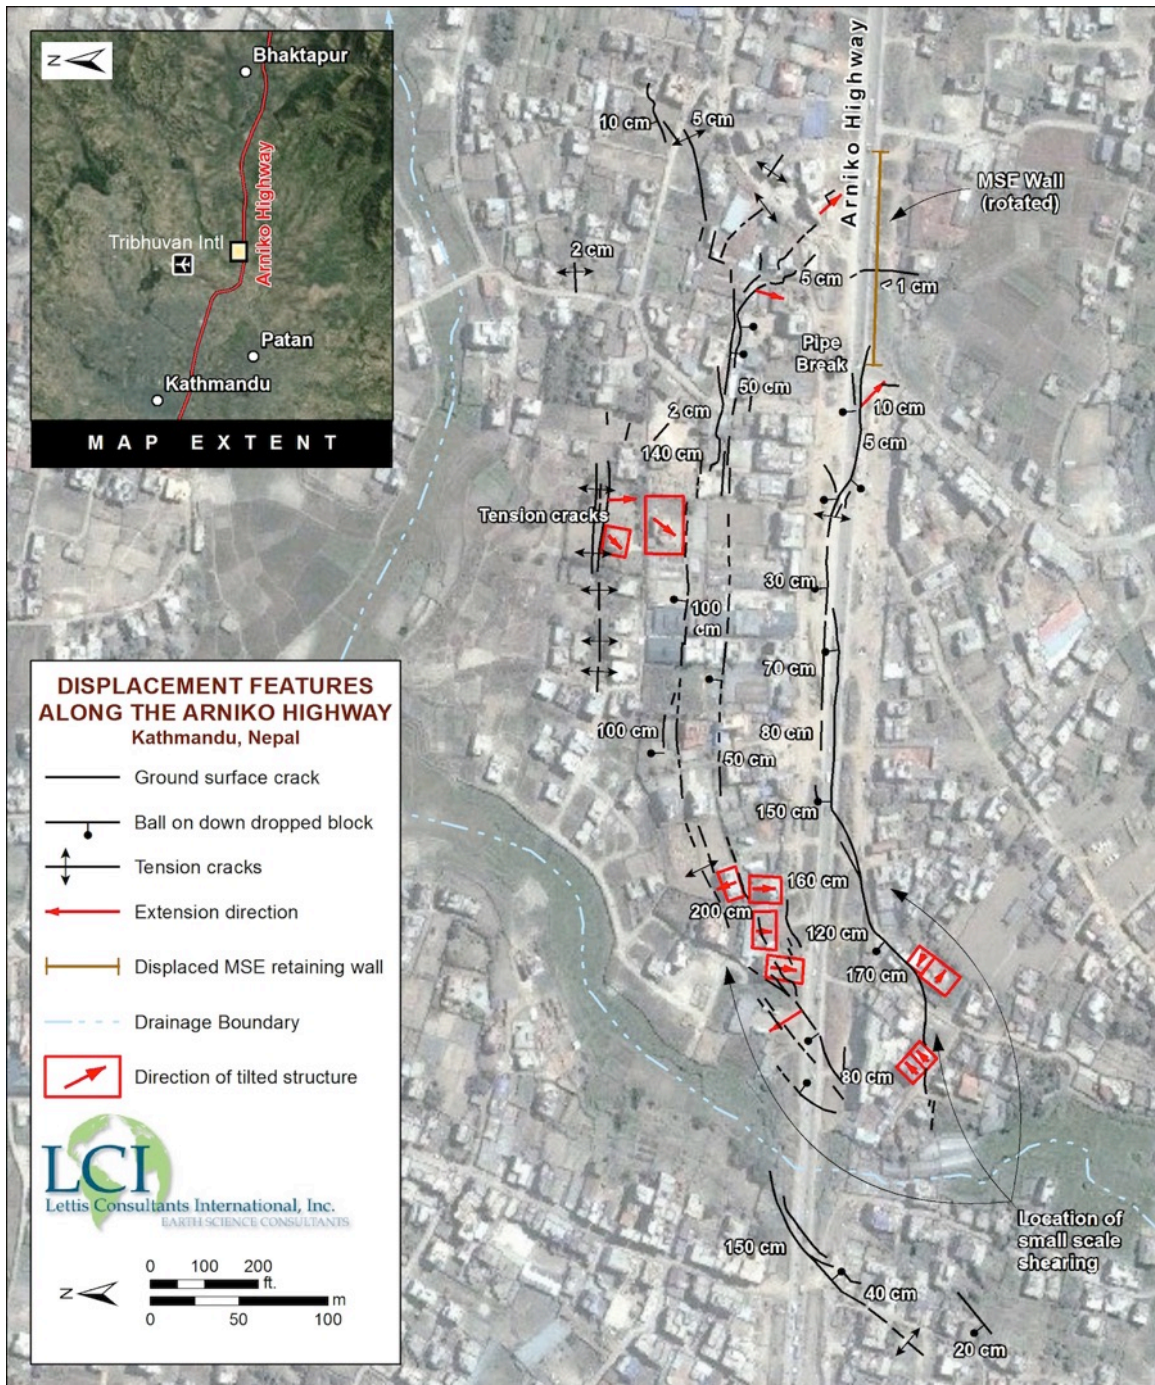 N
Bhaktapur
Arniko Highway
Tribhuvan Intl
Patan
Kathmandu
MAP EXTENT
10 cm
5 cm
Arniko Highway
MSE Wall
(rotated)
2 cm
5 cm
< 1 cm
Pipe
Break
50 cm
2 cm
10 cm
5 cm
140 cm
Tension cracks
30 cm
100
cm
70 cm
100 cm
80 cm
50 cm
150 cm
160 cm
200 cm
120 cm
170 cm
80 cm
Location of
small scale
shearing
150 cm
40 cm
20 cm
DISPLACEMENT FEATURES
ALONG THE ARNIKO HIGHWAY
Kathmandu, Nepal
Ground surface crack
Ball on down dropped block
Tension cracks
Extension direction
Displaced MSE retaining wall
Drainage Boundary
Direction of tilted structure
LCI
Lettis Consultants International, Inc.
EARTH SCIENCE CONSULTANTS
0 100 200
ft.
N
m
0 50 100